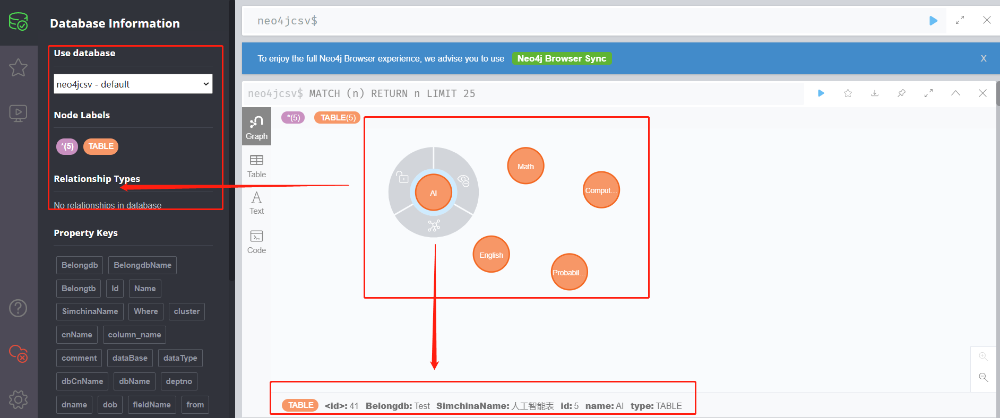 Database Information
Use database
neo4jcsv - default
Node Labels
*(5) TABLE
Relationship Types
No relationships in database
Property Keys
Belongdb BelongdbName
Belongtb Id Name
SimchinaName Where cluster
cnName column_name
comment dataBase dataType
dbCnName dbName deptno
dname dob fieldName from
neo4jcsv$
To enjoy the full Neo4j Browser experience, we advise you to use Neo4j Browser Sync X
neo4jcsv$ MATCH (n) RETURN n LIMIT 25
*(5) TABLE(5)
Graph
Table
Text
Code
Math
Comput...
AI
English
Probabil...
TABLE <id>: 41 Belongdb: Test SimchinaName: 人工智能表 id: 5 name: AI type: TABLE